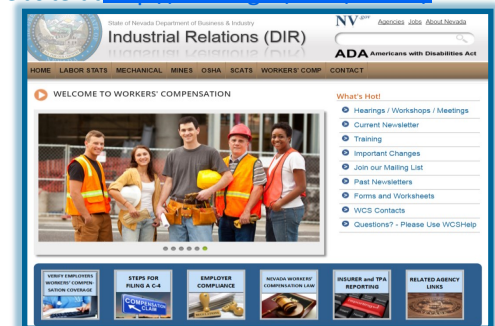 State of Nevada Department of Business & Industry
Industrial Relations (DIR)
NV.gov Agencies Jobs About Nevada
ADA Americans with Disabilities Act
HOME LABOR STATS MECHANICAL MINES OSHA SCATS WORKERS' COMP CONTACT
WELCOME TO WORKERS' COMPENSATION
What's Hot!
Hearings / Workshops / Meetings
Current Newsletter
Training
Important Changes
Join our Mailing List
Past Newsletters
Forms and Worksheets
WCS Contacts
Questions? - Please Use WCSHelp
VERIFY EMPLOYERS
WORKERS' COMPEN-
SATION COVERAGE
STEPS FOR
FILING A C-4
COMPENSATION
CLAIM
EMPLOYER
COMPLIANCE
NEVADA WORKERS'
COMPENSATION LAW
INSURER and TPA
REPORTING
RELATED AGENCY
LINKS